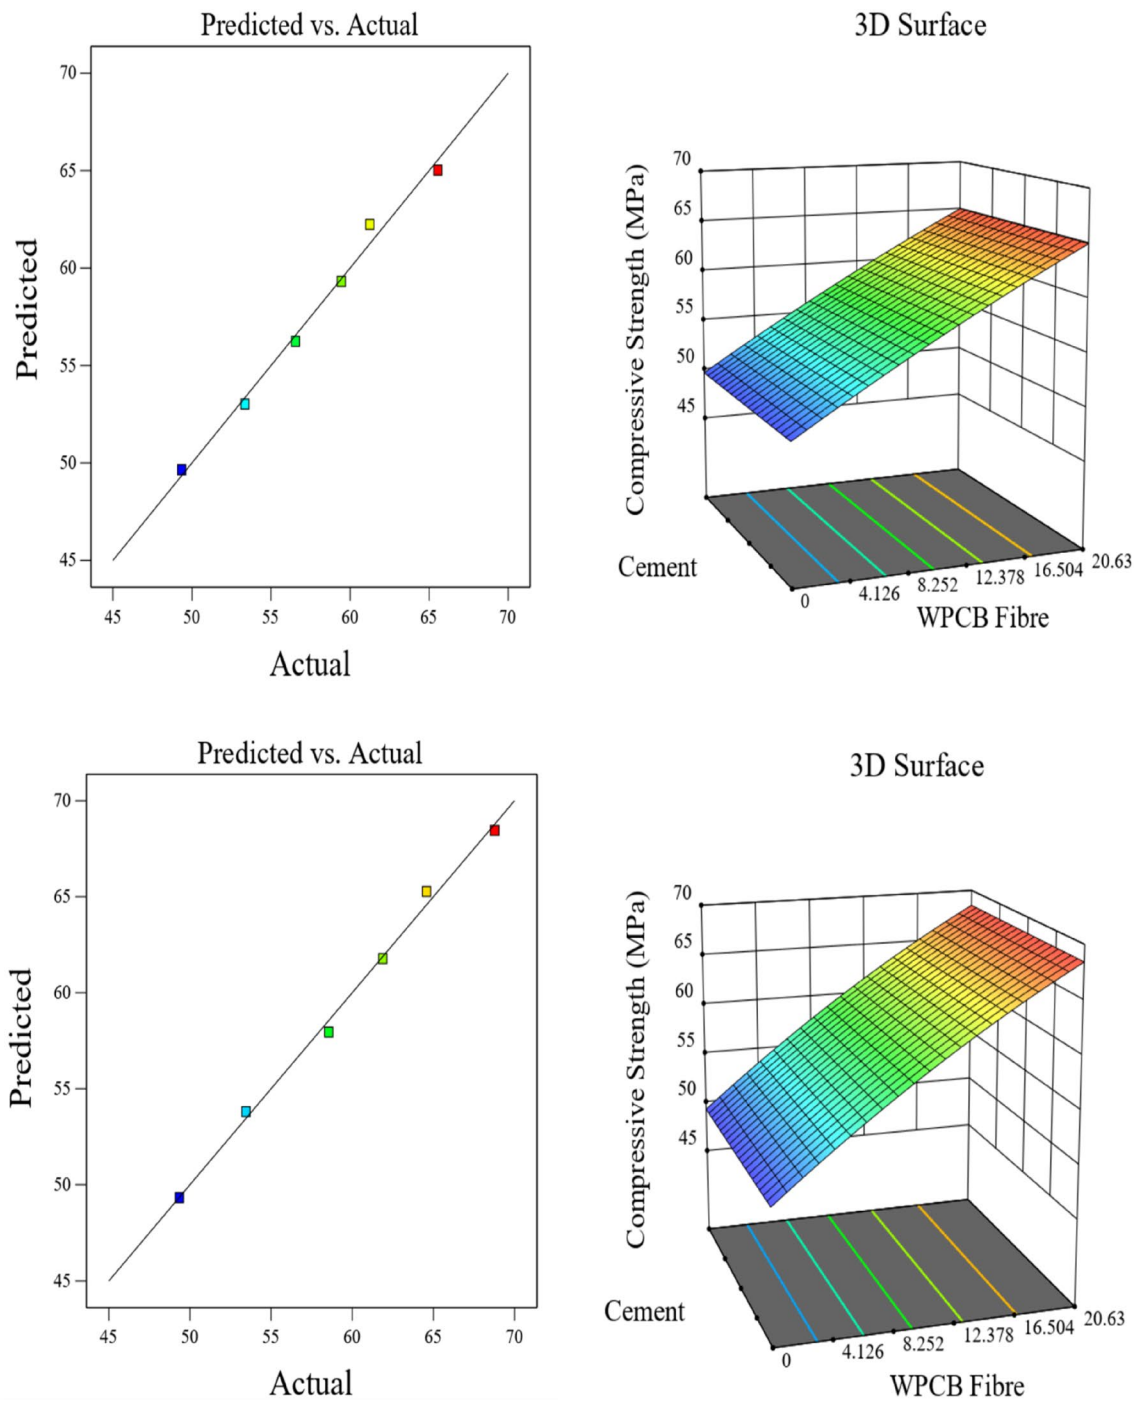 Predicted vs. Actual
70
65
60
55
50
45
Predicted
45 50 55 60 65 70
Actual
3D Surface
70
65
60
55
50
45
Compressive Strength (MPa)
Cement
0 4.126 8.252 12.378 16.504 20.63
WPCB Fibre
Predicted vs. Actual
70
65
60
55
50
45
Predicted
45 50 55 60 65 70
Actual
3D Surface
70
65
60
55
50
45
Compressive Strength (MPa)
Cement
0 4.126 8.252 12.378 16.504 20.63
WPCB Fibre